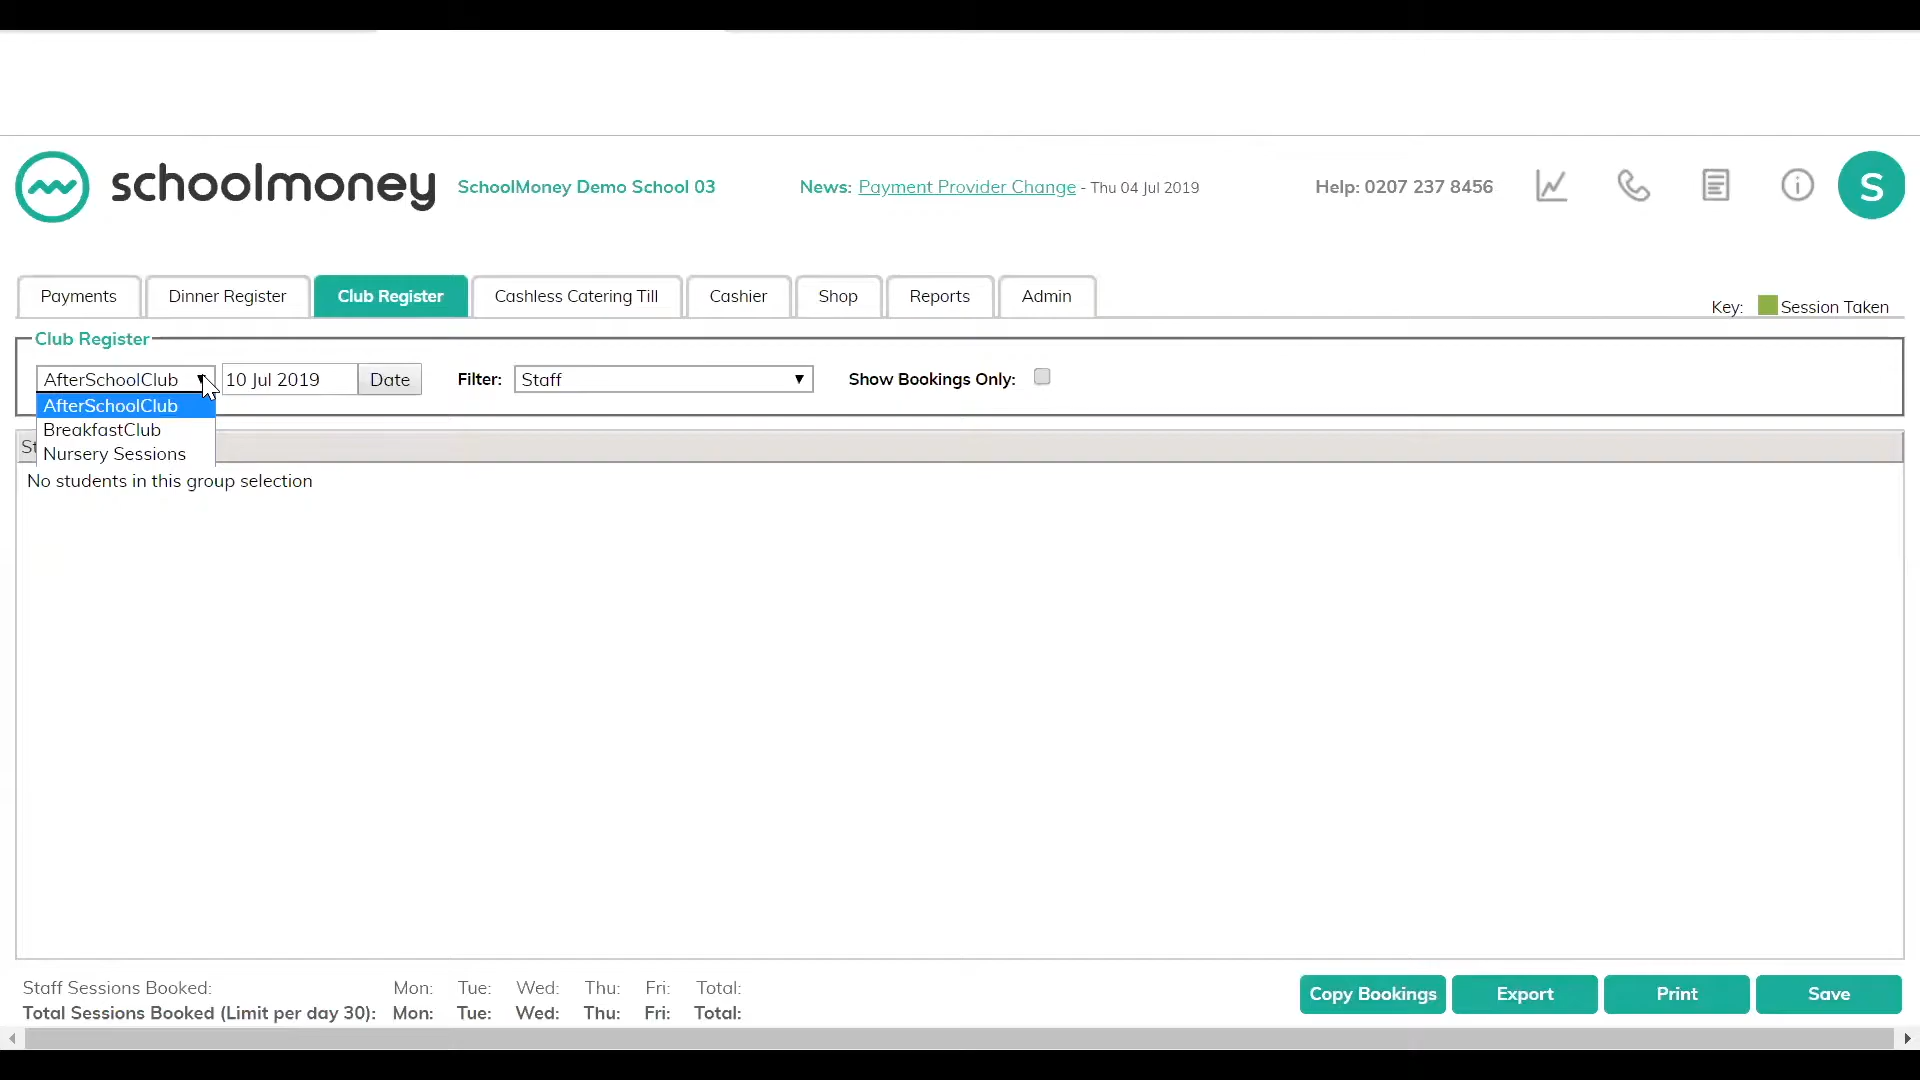 schoolmoney SchoolMoney Demo School 03 News: Payment Provider Change - Thu 04 Jul 2019 Help: 0207 237 8456 S
Payments Dinner Register Club Register Cashless Catering Till Cashier Shop Reports Admin Key: Session Taken
Club Register
AfterSchoolClub 10 Jul 2019 Date Filter: Staff Show Bookings Only:
AfterSchoolClub
BreakfastClub
Nursery Sessions
No students in this group selection
Staff Sessions Booked: Mon: Tue: Wed: Thu: Fri: Total:
Total Sessions Booked (Limit per day 30): Mon: Tue: Wed: Thu: Fri: Total:
Copy Bookings Export Print Save